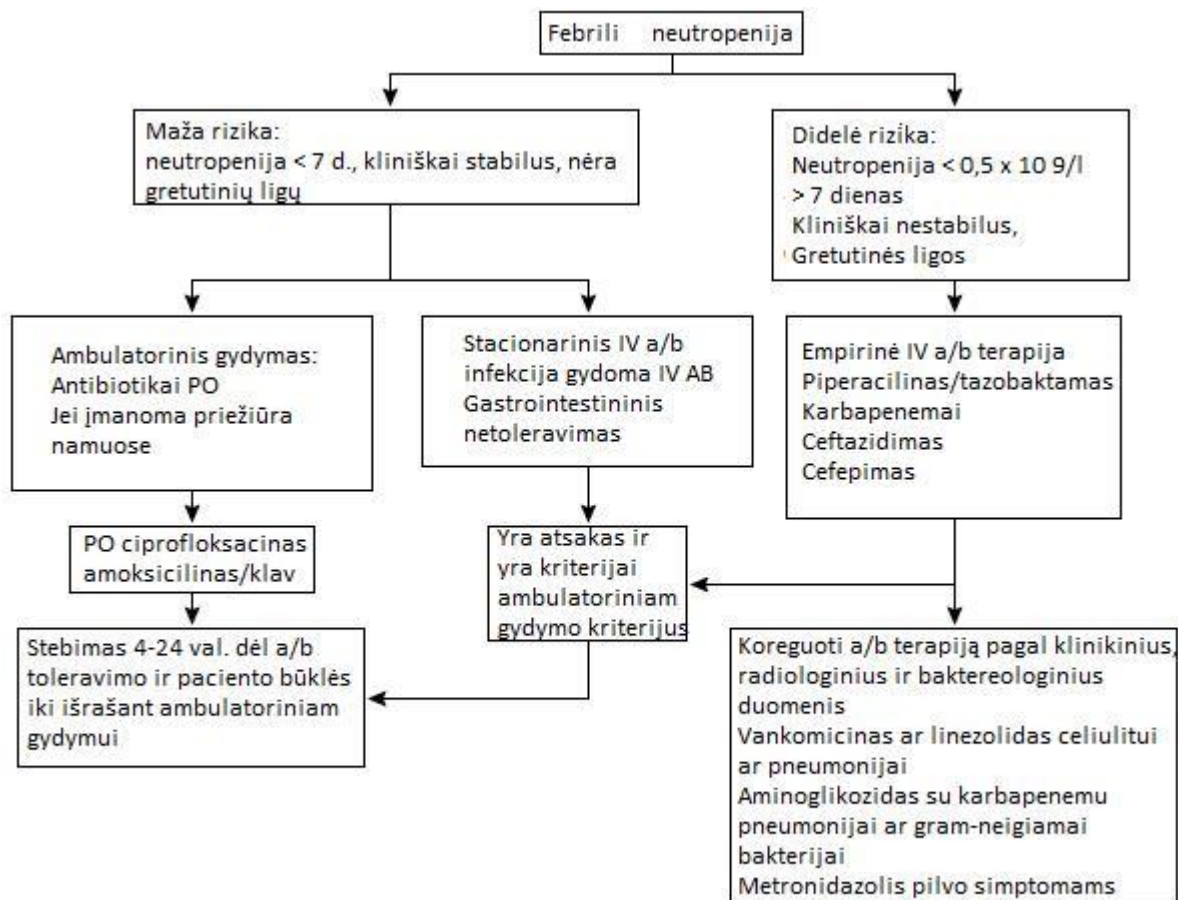 Febrili neutropenija
Maža rizika:
neutropenija < 7 d., kliniškai stabilus, nėra
gretutinių ligų
Didelė rizika:
Neutropenija < 0,5 x 10 9/l
> 7 dienas
Kliniškai nestabilus,
Gretutinės ligos
Ambulatorinis gydymas:
Antibiotikai PO
Jei įmanoma priežiūra
namuose
Stacionarinis IV a/b
infekcija gydoma IV AB
Gastrointestininis
netoleravimas
Empirinė IV a/b terapija
Piperacilinas/tazobaktamas
Karbapenemai
Ceftazidimas
Cefepimas
PO ciprofloksacinas
amoksicilinas/klav
Yra atsakas ir
yra kriterijai
ambulatoriniam
gydymo kriterijus
Stebimas 4-24 val. dėl a/b
toleravimo ir paciento būklės
iki išrašant ambulatoriniam
gydymui
Koreguoti a/b terapiją pagal klinikinius,
radiologinius ir baktereologinius
duomenis
Vankomicinas ar linezolidas celiulitui
ar pneumonijai
Aminoglikozidas su karbapenemu
pneumonijai ar gram-neigiamai
bakterijai
Metronidazolis pilvo simptomams